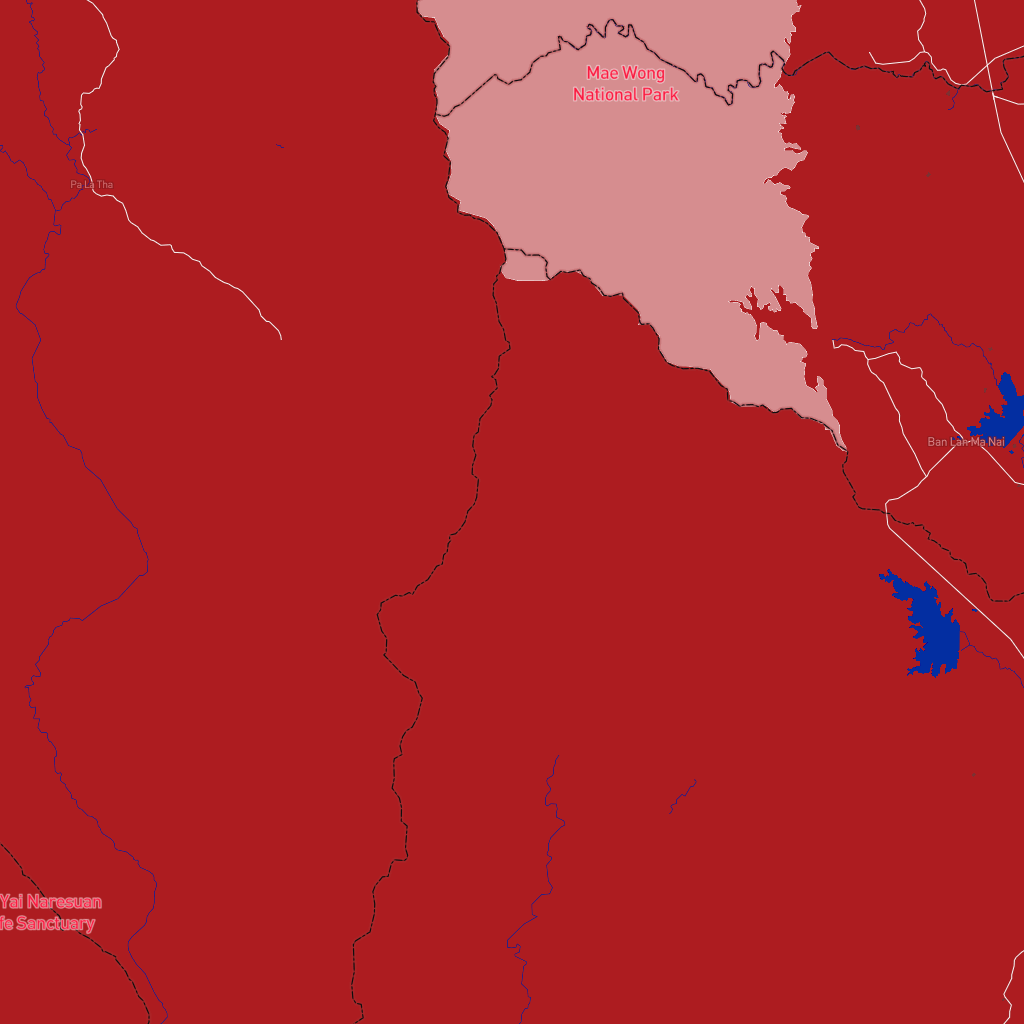 Mae Wong
National Park
Pa La Tha
Ban Lan Ma Nai
Yai Naresuan
fe Sanctuary